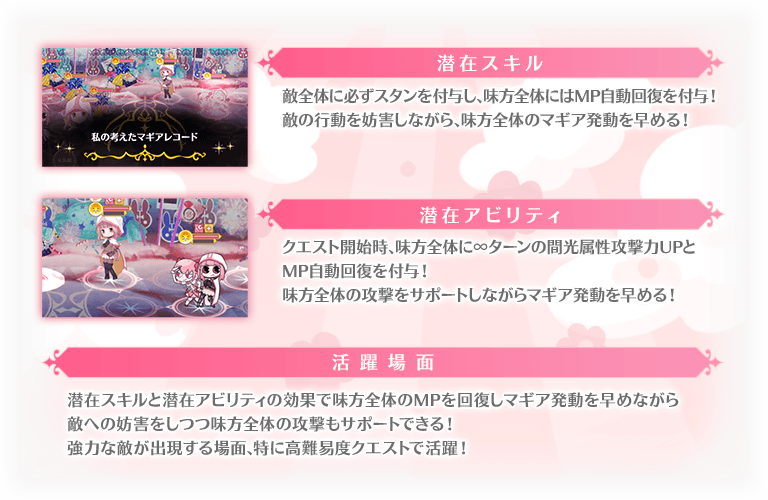 潜在スキル
敵全体に必ずスタンを付与し、味方全体にはMP自動回復を付与！
敵の行動を妨害しながら、味方全体のマギア発動を早める！
私の考えたマギアレコード
潜在アビリティ
クエスト開始時、味方全体に∞ターンの間光属性攻撃力UPと
MP自動回復を付与！
味方全体の攻撃をサポートしながらマギア発動を早める！
活躍場面
潜在スキルと潜在アビリティの効果で味方全体のMPを回復しマギア発動を早めながら
敵への妨害をしつつ味方全体の攻撃もサポートできる！
強力な敵が出現する場面、特に高難易度クエストで活躍！